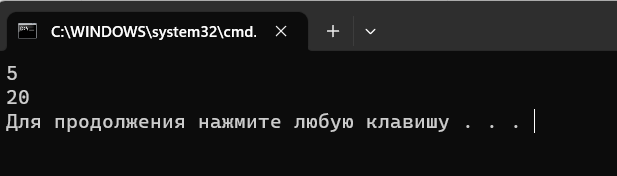 C:\WINDOWS\system32\cmd.
5
20
Для продолжения нажмите любую клавишу . . .